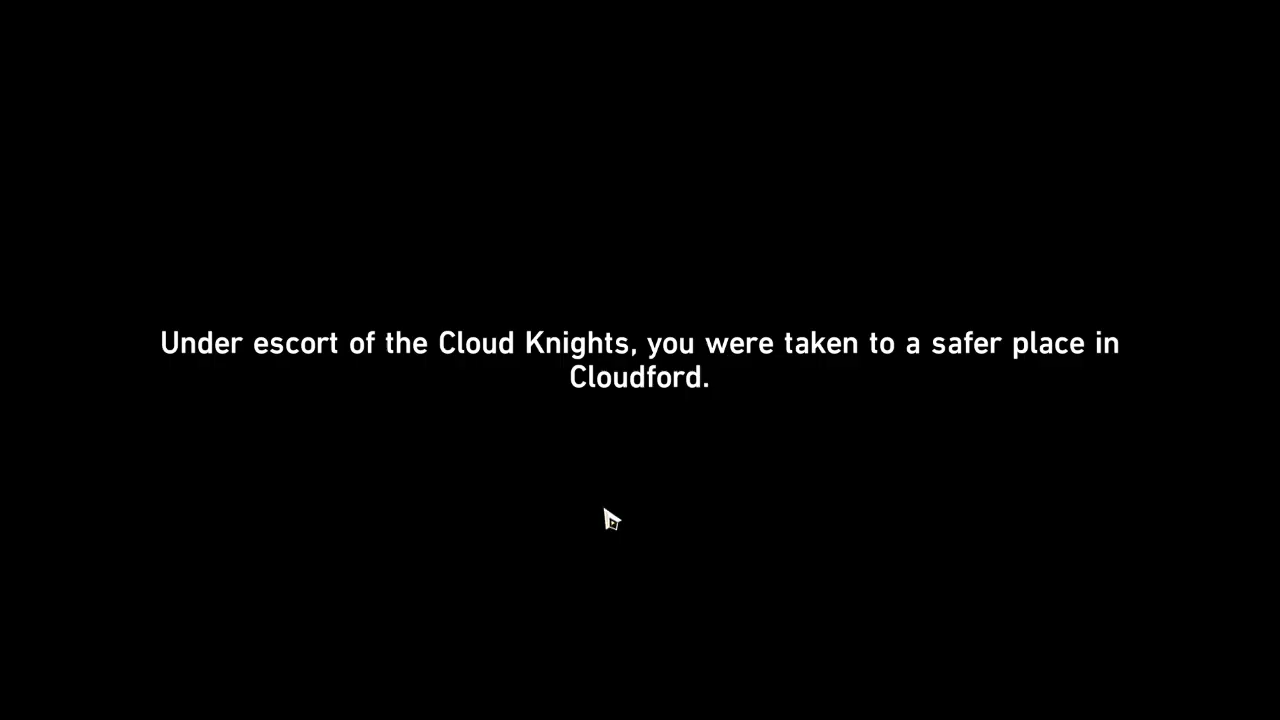 Under escort of the Cloud Knights, you were taken to a safer place in
Cloudford.